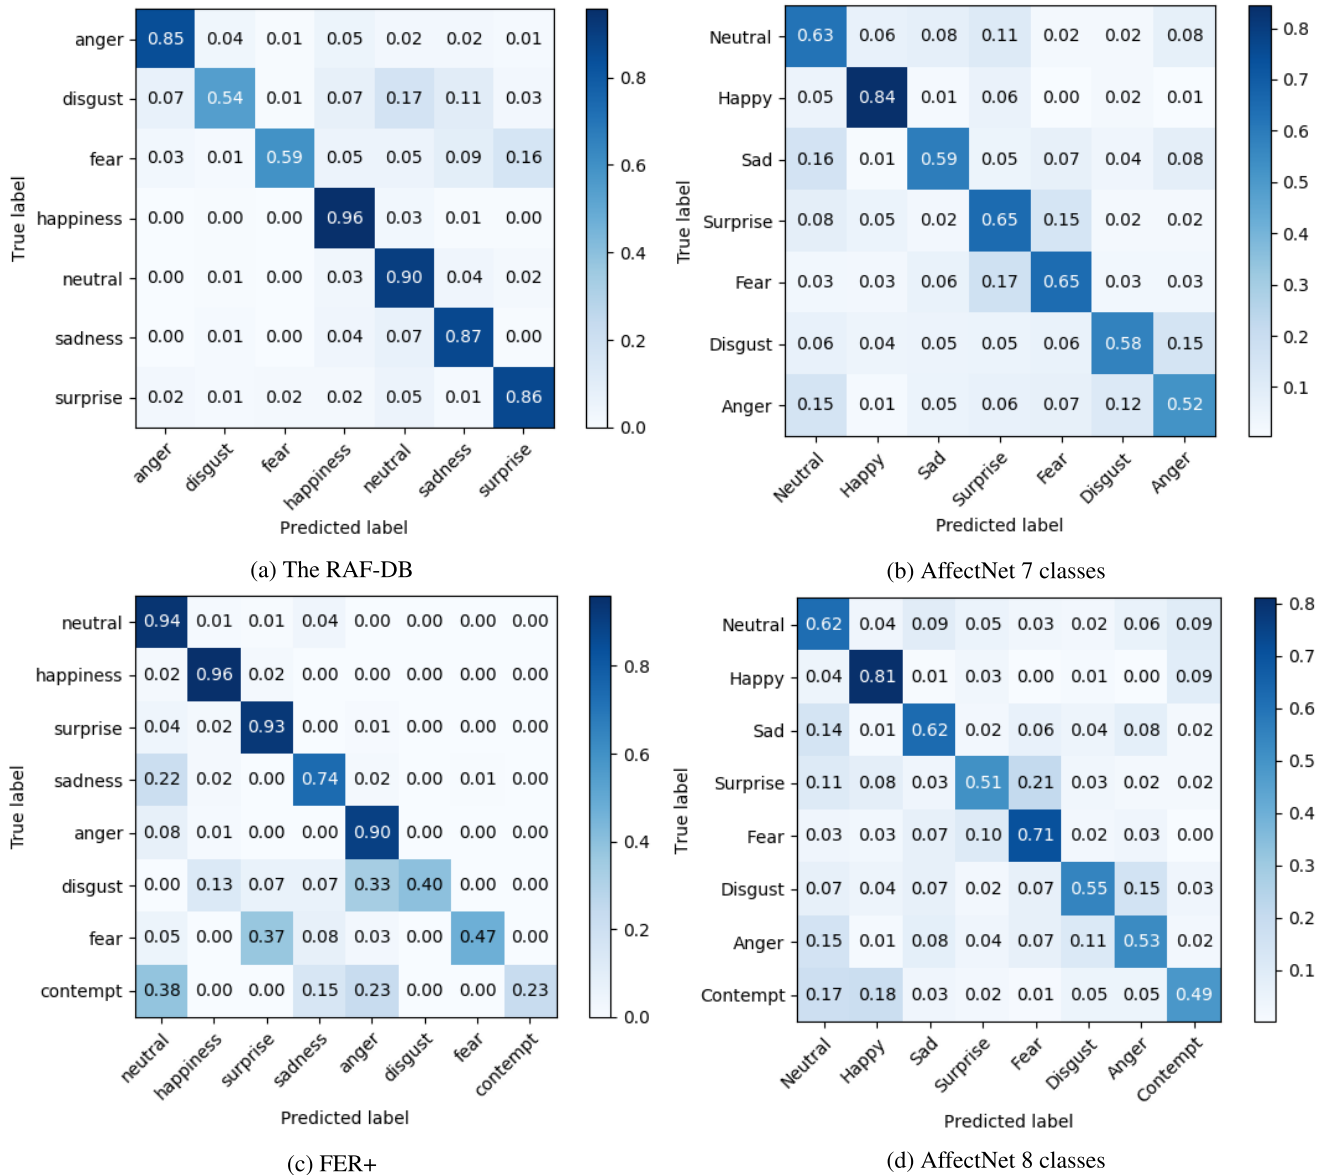 anger 0.85 0.04 0.01 0.05 0.02 0.02 0.01
disgust 0.07 0.54 0.01 0.07 0.17 0.11 0.03
fear 0.03 0.01 0.59 0.05 0.05 0.09 0.16
happiness 0.00 0.00 0.00 0.96 0.03 0.01 0.00
neutral 0.00 0.01 0.00 0.03 0.90 0.04 0.02
sadness 0.00 0.01 0.00 0.04 0.07 0.87 0.00
surprise 0.02 0.01 0.02 0.02 0.05 0.01 0.86
True label
anger disgust fear happiness neutral sadness surprise
Predicted label
0.8
0.6
0.4
0.2
0.0
(a) The RAF-DB
Neutral 0.63 0.06 0.08 0.11 0.02 0.02 0.08
Happy 0.05 0.84 0.01 0.06 0.00 0.02 0.01
Sad 0.16 0.01 0.59 0.05 0.07 0.04 0.08
Surprise 0.08 0.05 0.02 0.65 0.15 0.02 0.02
Fear 0.03 0.03 0.06 0.17 0.65 0.03 0.03
Disgust 0.06 0.04 0.05 0.05 0.06 0.58 0.15
Anger 0.15 0.01 0.05 0.06 0.07 0.12 0.52
True label
Neutral Happy Sad Surprise Fear Disgust Anger
Predicted label
0.8
0.7
0.6
0.5
0.4
0.3
0.2
0.1
(b) AffectNet 7 classes
neutral 0.94 0.01 0.01 0.04 0.00 0.00 0.00 0.00
happiness 0.02 0.96 0.02 0.00 0.00 0.00 0.00 0.00
surprise 0.04 0.02 0.93 0.00 0.01 0.00 0.00 0.00
sadness 0.22 0.02 0.00 0.74 0.02 0.00 0.01 0.00
anger 0.08 0.01 0.00 0.00 0.90 0.00 0.00 0.00
disgust 0.00 0.13 0.07 0.07 0.33 0.40 0.00 0.00
fear 0.05 0.00 0.37 0.08 0.03 0.00 0.47 0.00
contempt 0.38 0.00 0.00 0.15 0.23 0.00 0.00 0.23
True label
neutral happiness surprise sadness anger disgust fear contempt
Predicted label
0.8
0.6
0.4
0.2
0.0
(c) FER+
Neutral 0.62 0.04 0.09 0.05 0.03 0.02 0.06 0.09
Happy 0.04 0.81 0.01 0.03 0.00 0.01 0.00 0.09
Sad 0.14 0.01 0.62 0.02 0.06 0.04 0.08 0.02
Surprise 0.11 0.08 0.03 0.51 0.21 0.03 0.02 0.02
Fear 0.03 0.03 0.07 0.10 0.71 0.02 0.03 0.00
Disgust 0.07 0.04 0.07 0.02 0.07 0.55 0.15 0.03
Anger 0.15 0.01 0.08 0.04 0.07 0.11 0.53 0.02
Contempt 0.17 0.18 0.03 0.02 0.01 0.05 0.05 0.49
True label
Neutral Happy Sad Surprise Fear Disgust Anger Contempt
Predicted label
0.8
0.7
0.6
0.5
0.4
0.3
0.2
0.1
(d) AffectNet 8 classes